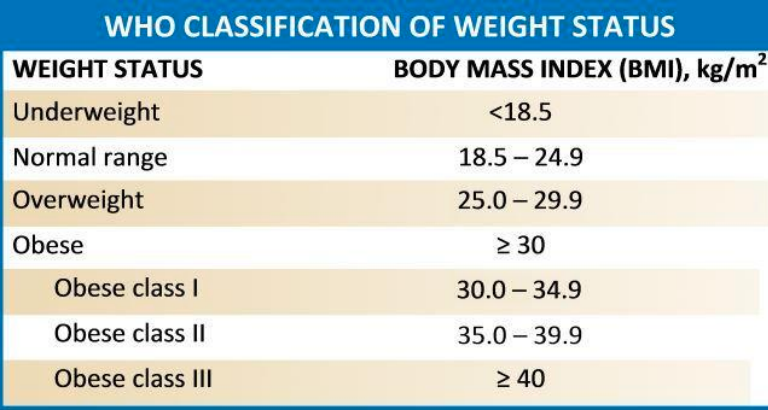 WHO CLASSIFICATION OF WEIGHT STATUS
WEIGHT STATUS BODY MASS INDEX (BMI), kg/m²
Underweight <18.5
Normal range 18.5 – 24.9
Overweight 25.0 – 29.9
Obese ≥ 30
Obese class I 30.0 – 34.9
Obese class II 35.0 – 39.9
Obese class III ≥ 40